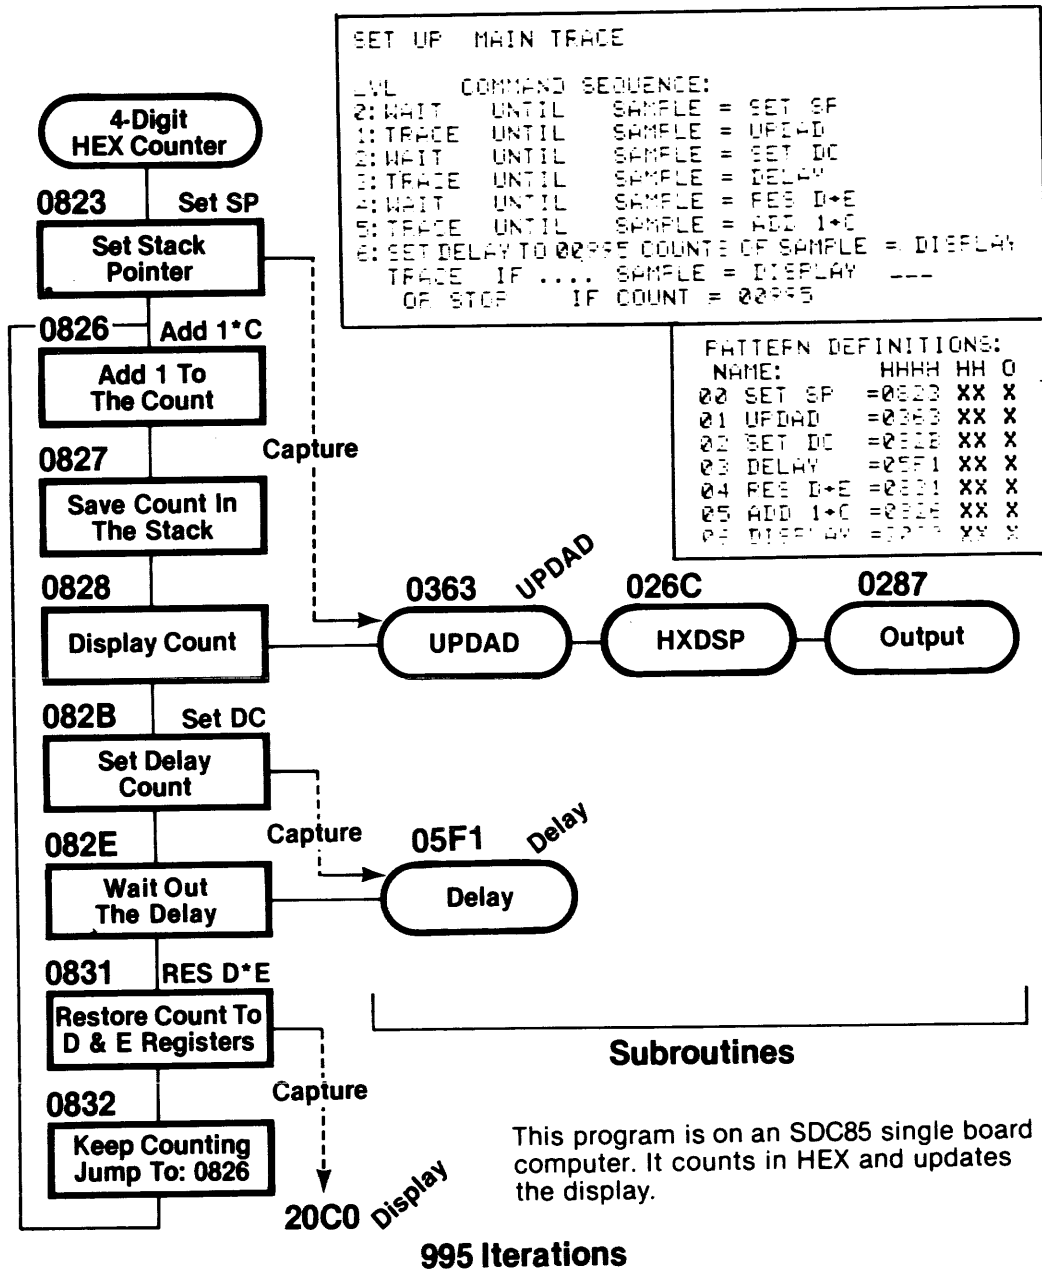 SET UP MAIN TRACE
LVL COMMAND SEQUENCE:
0: WAIT UNTIL SAMPLE = SET SP
1: TRACE UNTIL SAMPLE = UPDAD
2: WAIT UNTIL SAMPLE = SET DC
3: TRACE UNTIL SAMPLE = DELAY
4: WAIT UNTIL SAMPLE = RES D*E
5: TRACE UNTIL SAMPLE = ADD 1*C
6: SET DELAY TO 00995 COUNTS OF SAMPLE = DISPLAY
TRACE IF .... SAMPLE = DISPLAY ___
OR STOP IF COUNT = 00995
PATTERN DEFINITIONS:
NAME: HHHH HH O
00 SET SP =0823 XX X
01 UPDAD =0363 XX X
02 SET DC =082B XX X
03 DELAY =05F1 XX X
04 RES D*E =0831 XX X
05 ADD 1*C =0826 XX X
06 DISPLAY XX X
4-Digit
HEX Counter
0823 Set SP
Set Stack
Pointer
0826 Add 1*C
Add 1 To
The Count
Capture
0827
Save Count In
The Stack
0828
Display Count
0363 UPDAD
UPDAD
026C
HXDSP
0287
Output
082B Set DC
Set Delay
Count
Capture
082E
Wait Out
The Delay
05F1 Delay
Delay
0831 RES D*E
Restore Count To
D & E Registers
Capture
0832
Keep Counting
Jump To: 0826
20C0 Display
Subroutines
This program is on an SDC85 single board
computer. It counts in HEX and updates
the display.
995 Iterations